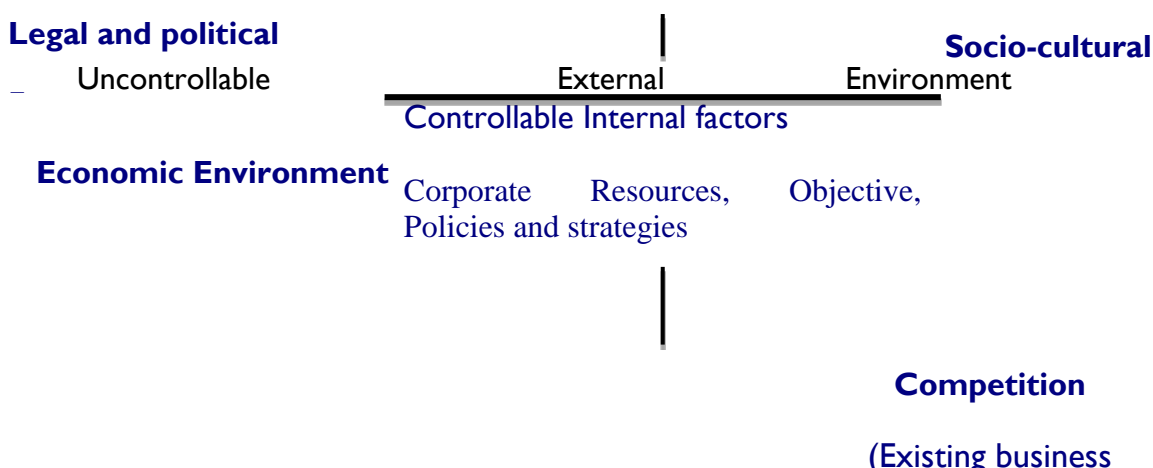 Legal and political
Socio-cultural
_ Uncontrollable External Environment
Controllable Internal factors
Economic Environment
Corporate Resources, Objective,
Policies and strategies
Competition
(Existing business